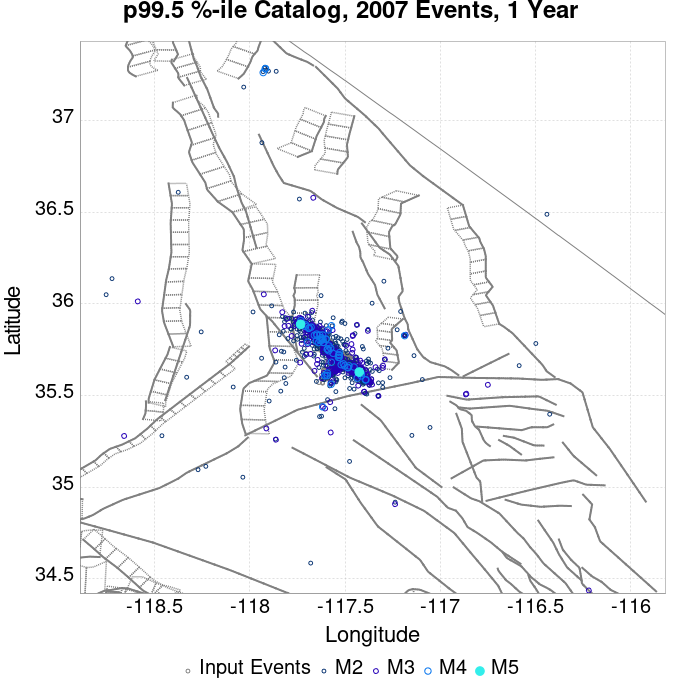 p99.5 %-ile Catalog, 2007 Events, 1 Year
37
36.5
36
35.5
35
34.5
Latitude
-118.5 -118 -117.5 -117 -116.5 -116
Longitude
Input Events M2 M3 M4 M5